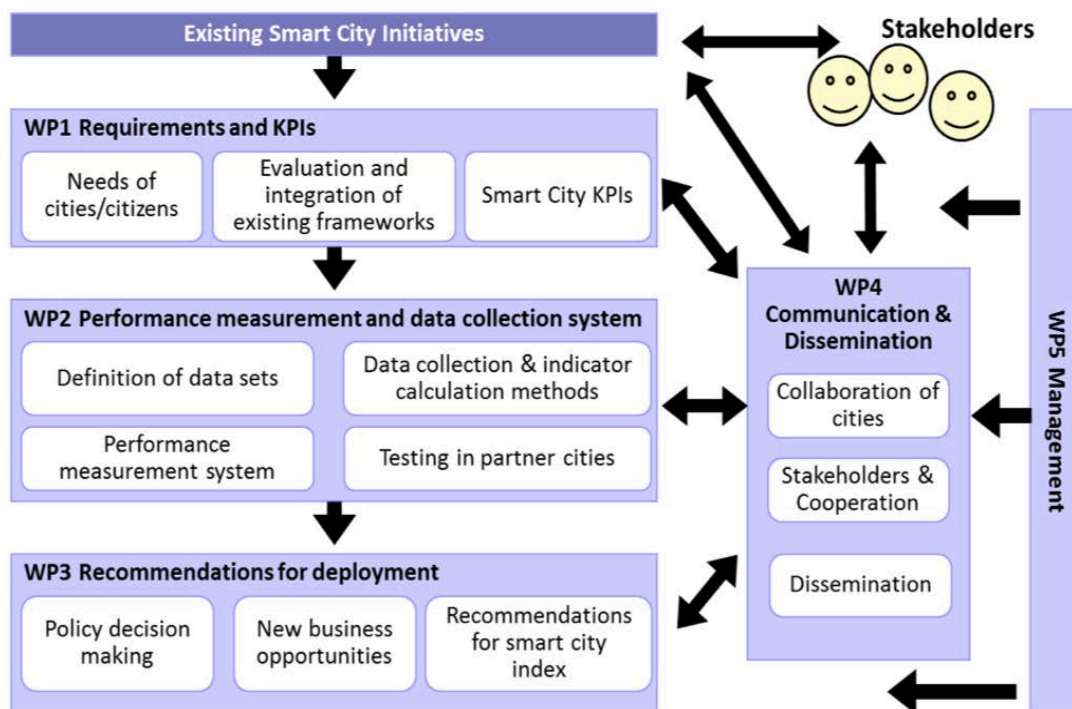 Existing Smart City Initiatives
Stakeholders
WP1 Requirements and KPIs
Needs of
cities/citizens
Evaluation and
integration of
existing frameworks
Smart City KPIs
WP2 Performance measurement and data collection system
Definition of data sets
Data collection & indicator
calculation methods
Performance
measurement system
Testing in partner cities
WP3 Recommendations for deployment
Policy decision
making
New business
opportunities
Recommendations
for smart city
index
WP4
Communication &
Dissemination
Collaboration of
cities
Stakeholders &
Cooperation
Dissemination
WP5 Management